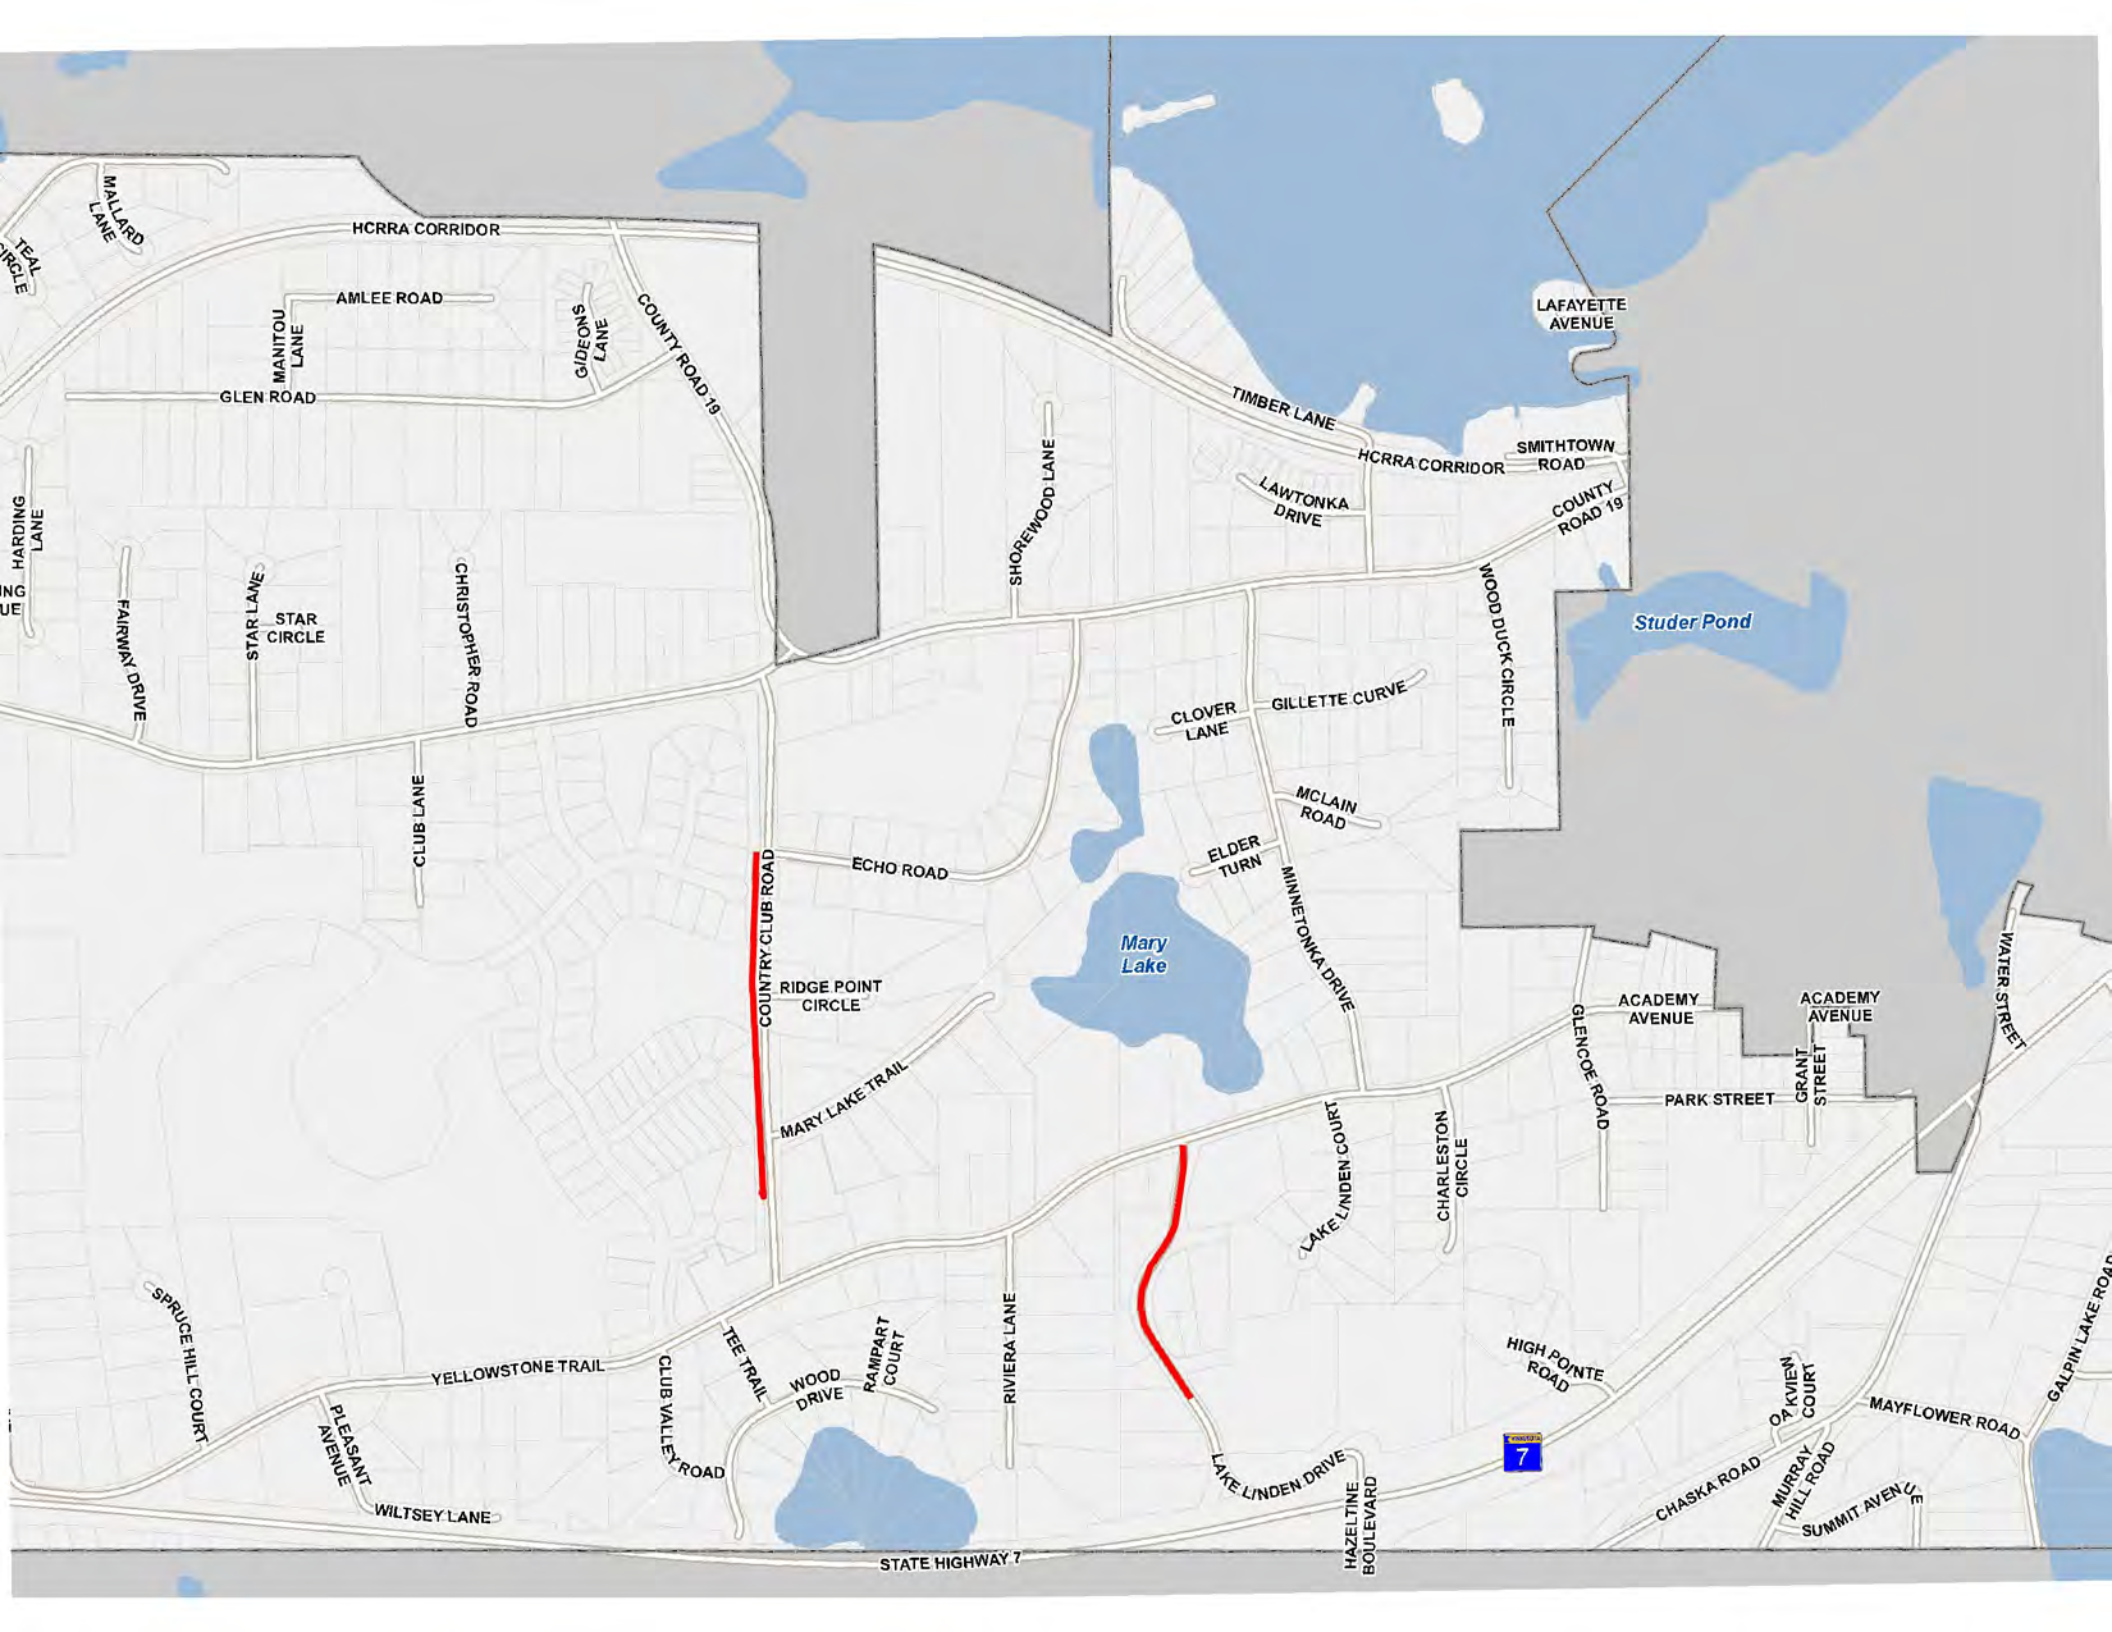 MALLARD
LANE
TEAL
CIRCLE
HCRRA CORRIDOR
AMLEE ROAD
MANITOU
LANE
GIDEONS
LANE
COUNTY ROAD 19
GLEN ROAD
LAFAYETTE
AVENUE
TIMBER LANE
HCRRA CORRIDOR
SMITHTOWN
ROAD
COUNTY
ROAD 19
LAWTONKA
DRIVE
SHOREWOOD LANE
HARDING
LANE
FAIRWAY DRIVE
STAR LANE
STAR
CIRCLE
CHRISTOPHER ROAD
WOOD DUCK CIRCLE
Studer Pond
CLOVER
LANE
GILLETTE CURVE
CLUB LANE
MCLAIN
ROAD
ELDER
TURN
ECHO ROAD
COUNTRY CLUB ROAD
MINNETONKA DRIVE
Mary
Lake
RIDGE POINT
CIRCLE
MARY LAKE TRAIL
WATER STREET
ACADEMY
AVENUE
ACADEMY
AVENUE
GLENCOE ROAD
GRANT
STREET
PARK STREET
LAKE LINDEN COURT
CHARLESTON
CIRCLE
SPRUCE HILL COURT
YELLOWSTONE TRAIL
TEE TRAIL
WOOD
DRIVE
RAMPART
COURT
RIVIERA LANE
HIGH POINTE
ROAD
OAKVIEW
COURT
GALPIN LAKE ROAD
MAYFLOWER ROAD
PLEASANT
AVENUE
CLUB VALLEY ROAD
WILTSEY LANE
LAKE LINDEN DRIVE
7
HAZELTINE
BOULEVARD
CHASKA ROAD
MURRAY
HILL ROAD
SUMMIT AVENUE
STATE HIGHWAY 7